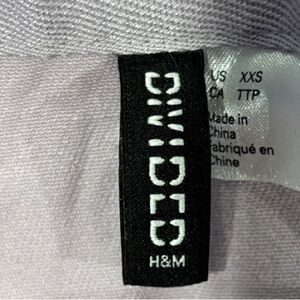 DIVIDED
H&M
US XXS
CA TTP
Made in
China
Fabriqué en
Chine